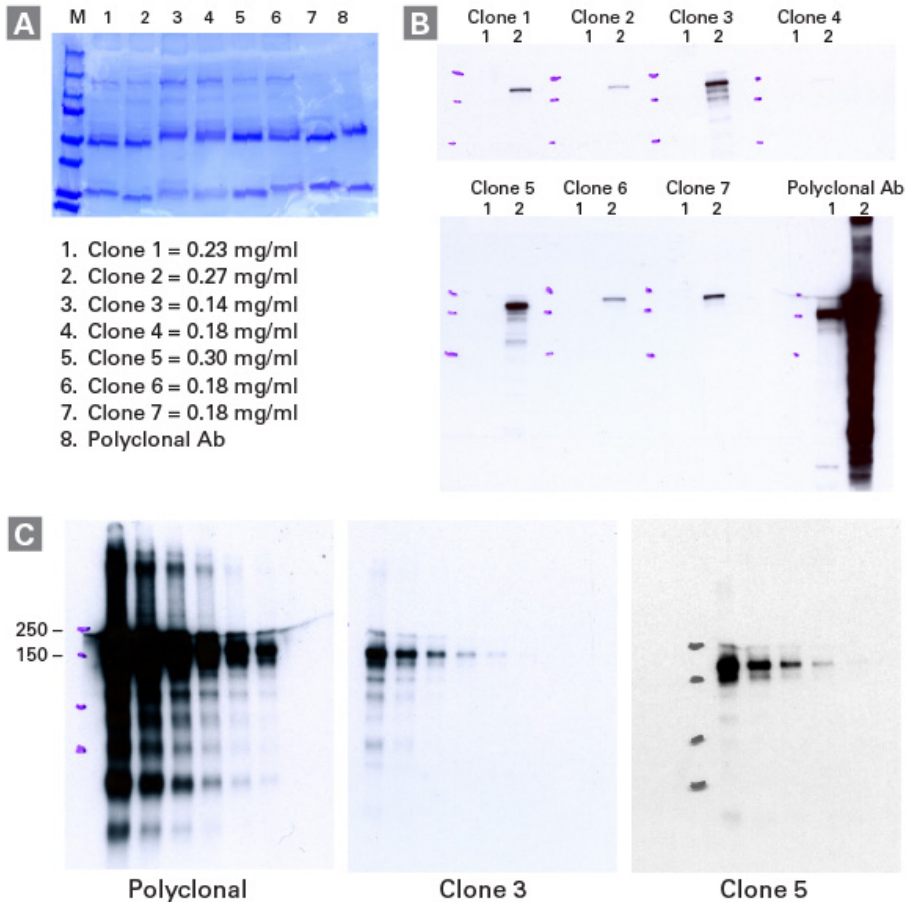 A
M 1 2 3 4 5 6 7 8
1. Clone 1 = 0.23 mg/ml
2. Clone 2 = 0.27 mg/ml
3. Clone 3 = 0.14 mg/ml
4. Clone 4 = 0.18 mg/ml
5. Clone 5 = 0.30 mg/ml
6. Clone 6 = 0.18 mg/ml
7. Clone 7 = 0.18 mg/ml
8. Polyclonal Ab
B
Clone 1 Clone 2 Clone 3 Clone 4
1 2 1 2 1 2 1 2
Clone 5 Clone 6 Clone 7 Polyclonal Ab
1 2 1 2 1 2 1 2
C
250 –
150 –
Polyclonal Clone 3 Clone 5